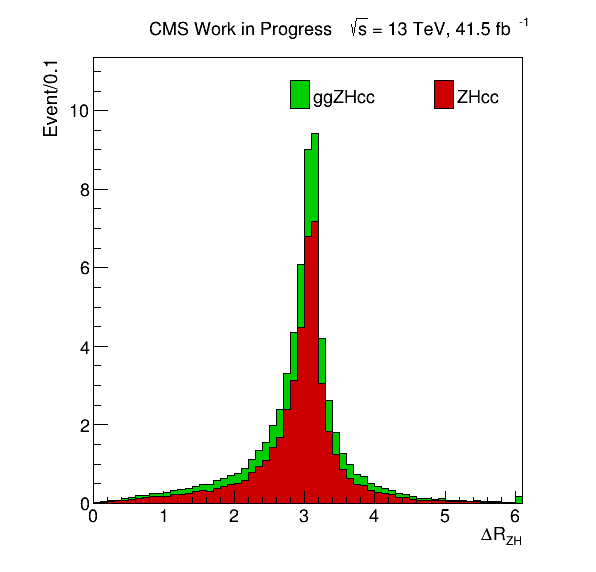 CMS Work in Progress √s = 13 TeV, 41.5 fb⁻¹
Event/0.1
ggZHcc ZHcc
10
8
6
4
2
0
0 1 2 3 4 5 6
ΔR_ZH